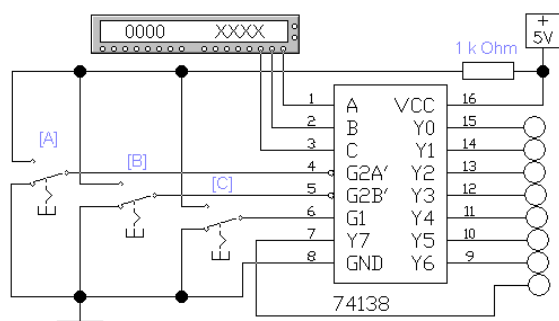 0000 XXXX
+
5V
1 k Ohm
[A]
[B]
[C]
1 A VCC 16
2 B Y0 15
3 C Y1 14
4 G2A' Y2 13
5 G2B' Y3 12
6 G1 Y4 11
7 Y7 Y5 10
8 GND Y6 9
74138